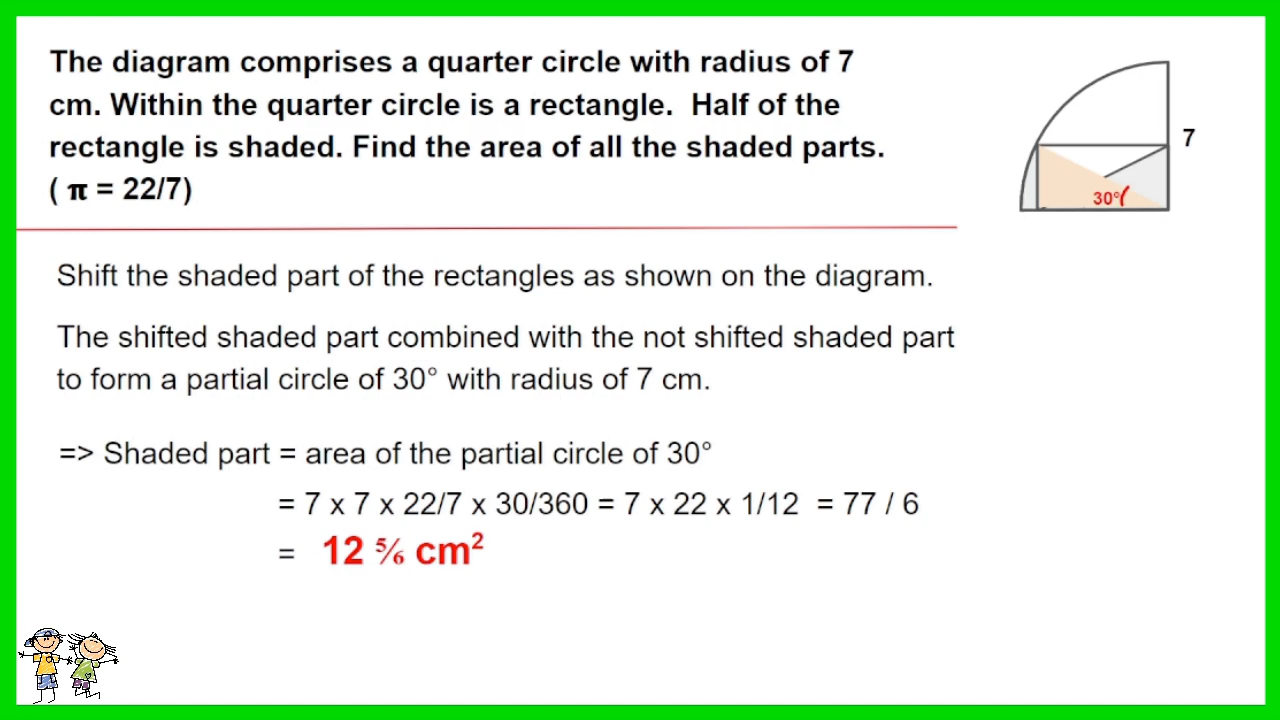 The diagram comprises a quarter circle with radius of 7
cm. Within the quarter circle is a rectangle.  Half of the
rectangle is shaded. Find the area of all the shaded parts.
( π = 22/7)
7
30°
Shift the shaded part of the rectangles as shown on the diagram.
The shifted shaded part combined with the not shifted shaded part
to form a partial circle of 30° with radius of 7 cm.
=> Shaded part = area of the partial circle of 30°
= 7 x 7 x 22/7 x 30/360 = 7 x 22 x 1/12  = 77 / 6
= 12 ⅚ cm²